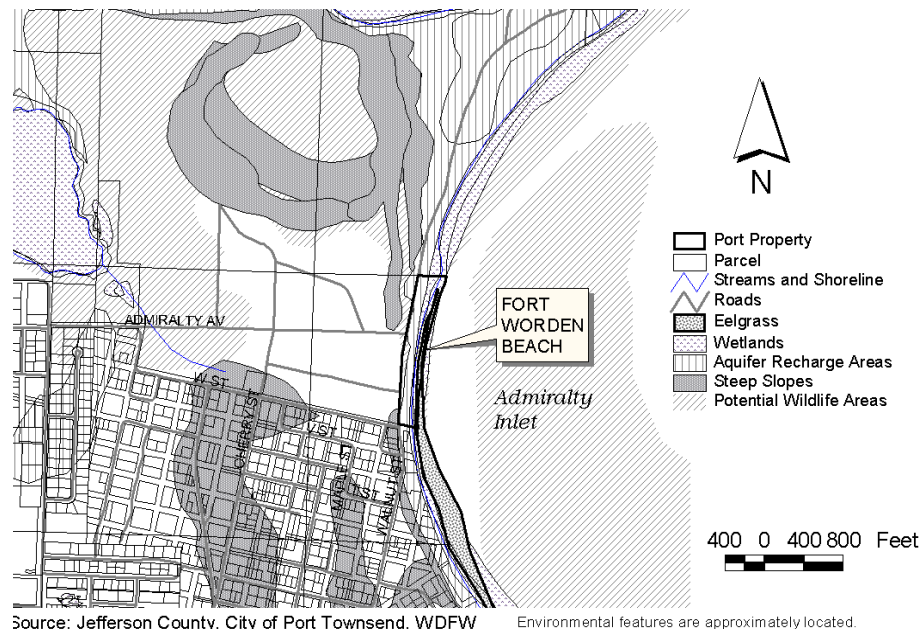 N
Port Property
Parcel
Streams and Shoreline
Roads
Eelgrass
Wetlands
Aquifer Recharge Areas
Steep Slopes
Potential Wildlife Areas
FORT
WORDEN
BEACH
ADMIRALTY AV
Admiralty
Inlet
W ST
CHERRY ST
V ST
MAPLE ST
T ST
WALNUT ST
400 0 400 800 Feet
Source: Jefferson County, City of Port Townsend, WDFW
Environmental features are approximately located.